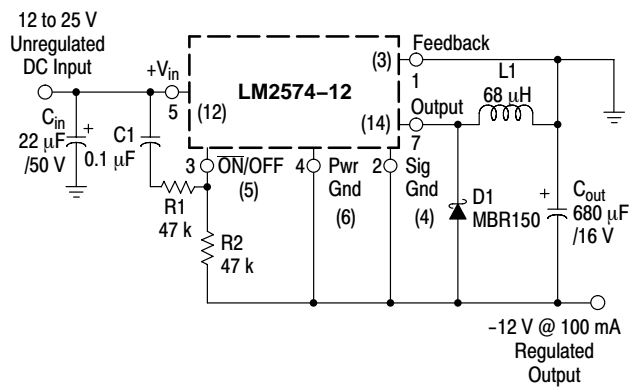 12 to 25 V
Unregulated
DC Input
+Vin
5
(12)
LM2574-12
(3)
Feedback
1
(14)
Output
7
L1
68 μH
Cin
22 μF
/50 V
+
C1
0.1
μF
3
O̅N̅/OFF
(5)
4
Pwr
Gnd
(6)
2
Sig
Gnd
(4)
R1
47 k
R2
47 k
D1
MBR150
+
Cout
680 μF
/16 V
−12 V @ 100 mA
Regulated
Output